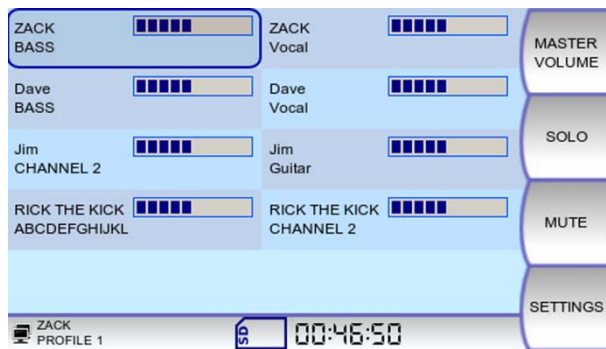 ZACK
BASS
ZACK
Vocal
Dave
BASS
Dave
Vocal
Jim
CHANNEL 2
Jim
Guitar
RICK THE KICK
ABCDEFGHIJKL
RICK THE KICK
CHANNEL 2
MASTER
VOLUME
SOLO
MUTE
SETTINGS
ZACK
PROFILE 1
SD
00:46:50